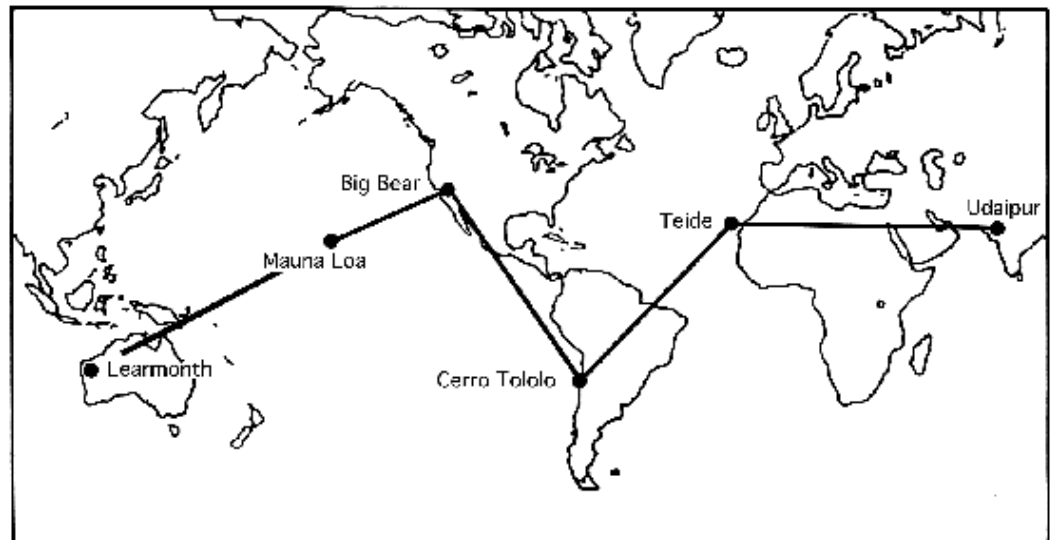 Big Bear
Udaipur
Teide
Mauna Loa
Learmonth
Cerro Tololo